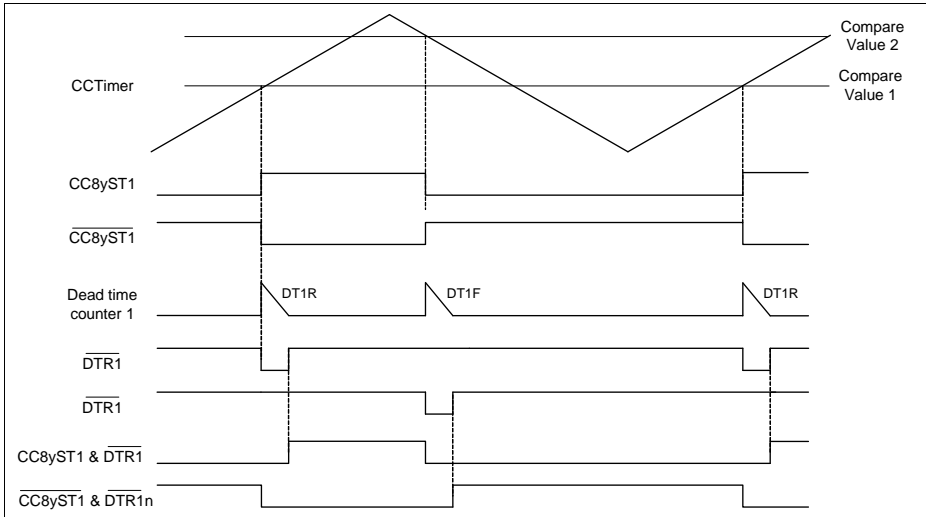 Compare
Value 2
CCTimer
Compare
Value 1
CC8yST1
CC8yST1
Dead time
counter 1
DT1R
DT1F
DT1R
DTR1
DTR1
CC8yST1 & DTR1
CC8yST1 & DTR1n